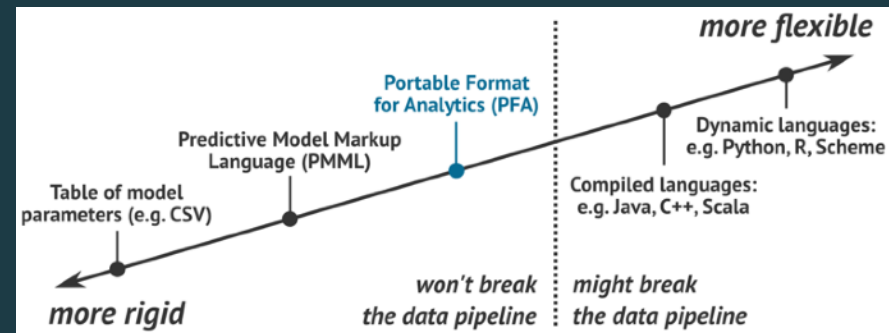 more flexible
Portable Format
for Analytics (PFA)
Predictive Model Markup
Language (PMML)
Dynamic languages:
e.g. Python, R, Scheme
Table of model
parameters (e.g. CSV)
Compiled languages:
e.g. Java, C++, Scala
more rigid
won't break
the data pipeline
might break
the data pipeline